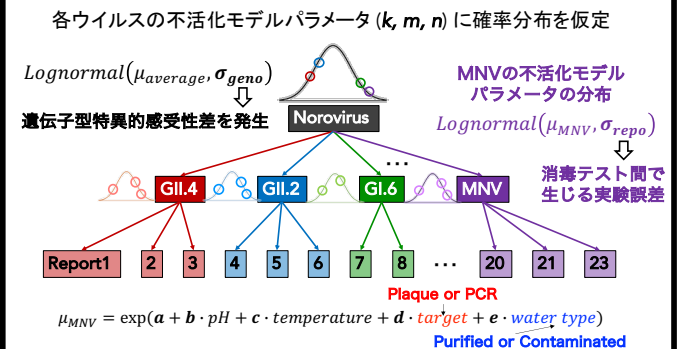 各ウイルスの不活化モデルパラメータ (k, m, n) に確率分布を仮定
Lognormal(μaverage, σgeno)
遺伝子型特異的感受性差を発生
Norovirus
MNVの不活化モデル
パラメータの分布
Lognormal(μMNV, σrepo)
消毒テスト間で
生じる実験誤差
...
GII.4 GII.2 GI.6 MNV
Report1 2 3 4 5 6 7 8 ... 20 21 23
Plaque or PCR
μMNV = exp(a + b · pH + c · temperature + d · target + e · water type)
Purified or Contaminated